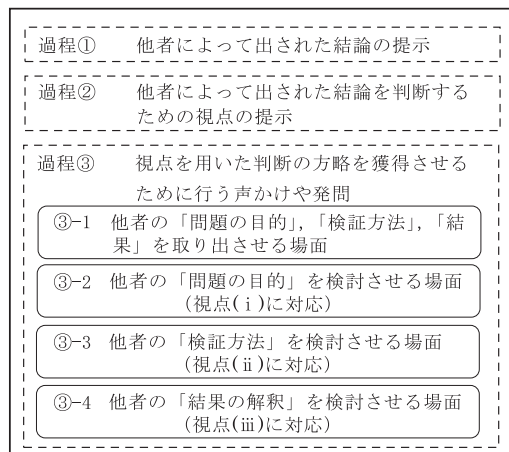 過程① 他者によって出された結論の提示
過程② 他者によって出された結論を判断する
ための視点の提示
過程③ 視点を用いた判断の方略を獲得させる
ために行う声かけや発問
③-1 他者の「問題の目的」,「検証方法」,「結
果」を取り出させる場面
③-2 他者の「問題の目的」を検討させる場面
(視点(ⅰ)に対応)
③-3 他者の「検証方法」を検討させる場面
(視点(ⅱ)に対応)
③-4 他者の「結果の解釈」を検討させる場面
(視点(ⅲ)に対応)